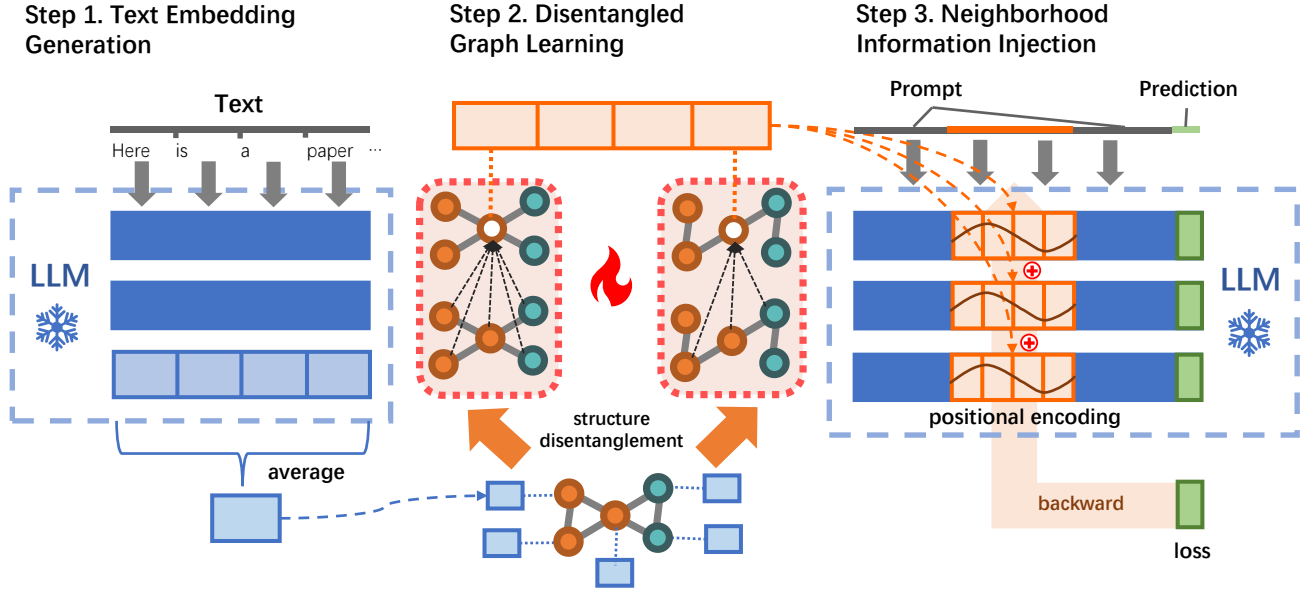 Step 1. Text Embedding
Generation
Text
Here is a paper ...
LLM
average
Step 2. Disentangled
Graph Learning
structure
disentanglement
Step 3. Neighborhood
Information Injection
Prompt
Prediction
LLM
positional encoding
backward
loss